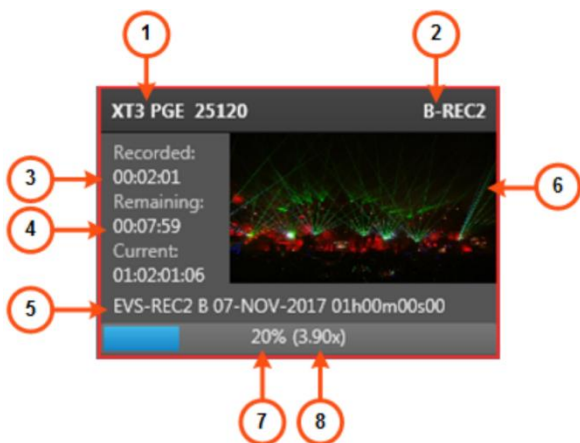 1
2
XT3 PGE 25120
B-REC2
Recorded:
3
00:02:01
6
Remaining:
4
00:07:59
Current:
01:02:01:06
5
EVS-REC2 B 07-NOV-2017 01h00m00s00
20% (3.90x)
7
8